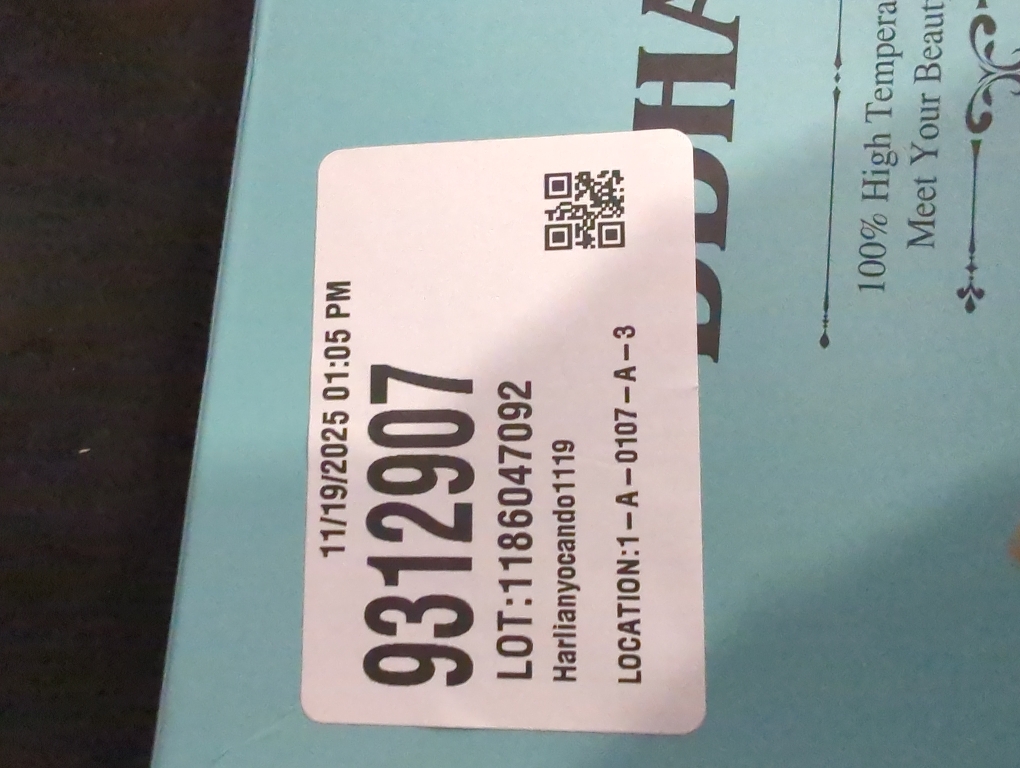 11/19/2025 01:05 PM
9312907
LOT:1186047092
Harlianyocando1119
LOCATION:1-A-0107-A-3
100% High Tempera
Meet Your Beauty